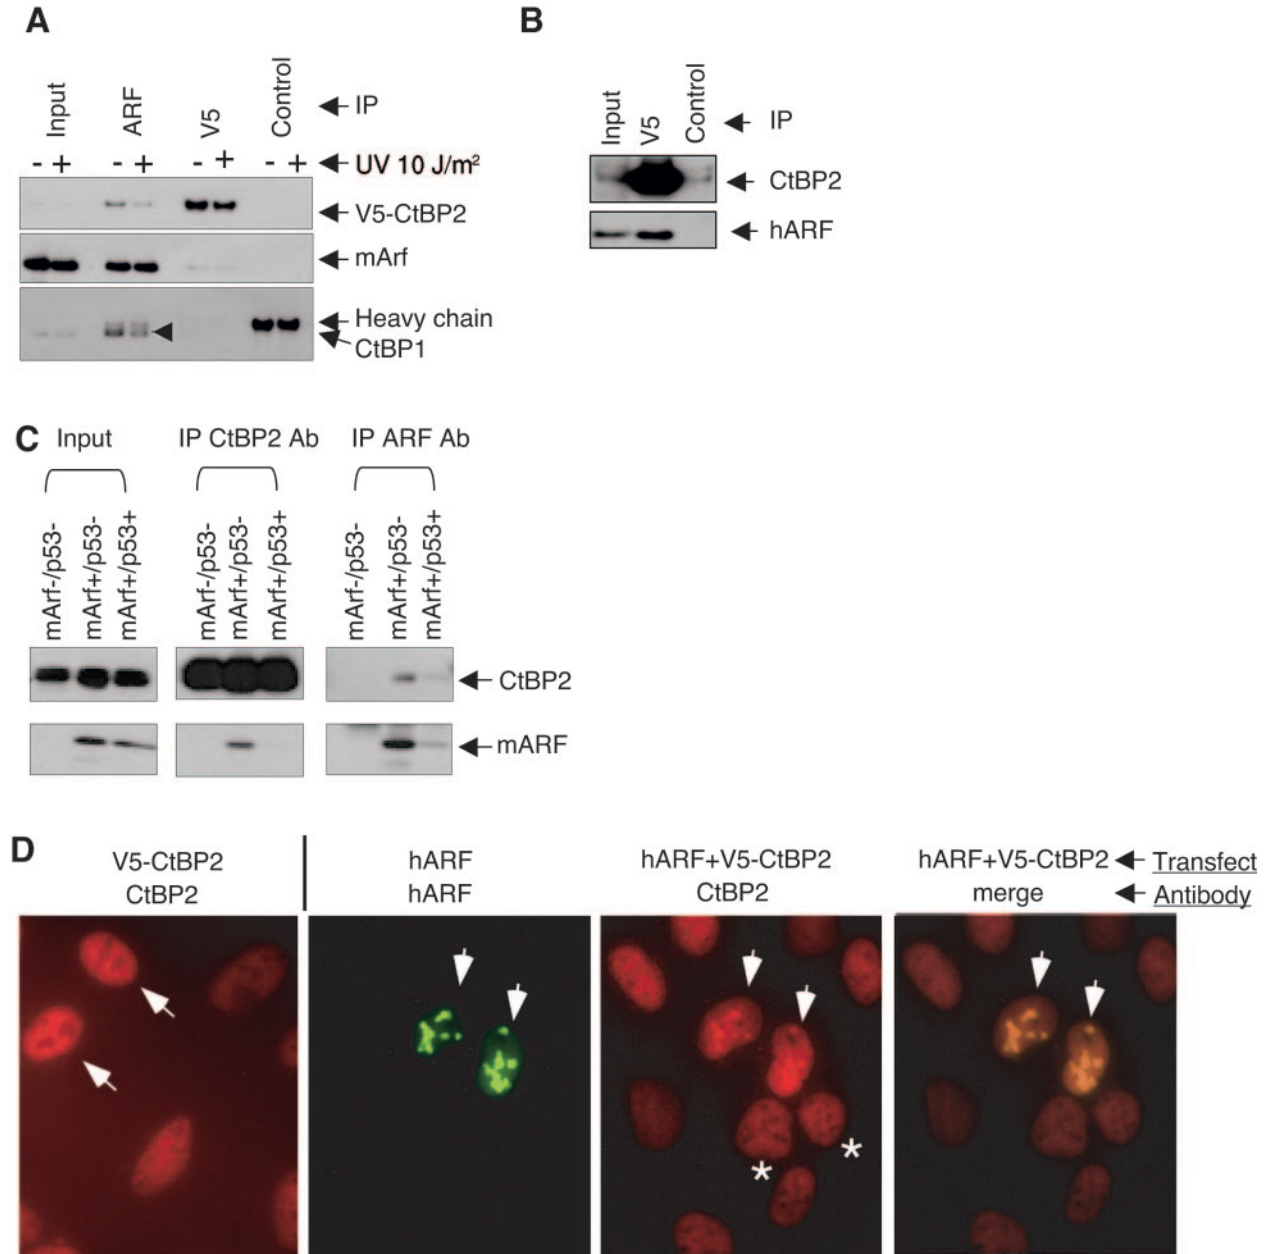 A
Input
ARF
V5
Control
IP
- + - + - + - +
UV 10 J/m²
V5-CtBP2
mArf
Heavy chain
CtBP1
B
Input
V5
Control
IP
CtBP2
hARF
C
Input
IP CtBP2 Ab
IP ARF Ab
mArf-/p53-
mArf+/p53-
mArf+/p53+
mArf-/p53-
mArf+/p53-
mArf+/p53+
mArf-/p53-
mArf+/p53-
mArf+/p53+
CtBP2
mARF
D
V5-CtBP2
CtBP2
hARF
hARF
hARF+V5-CtBP2
CtBP2
hARF+V5-CtBP2
merge
Transfect
Antibody
*
*